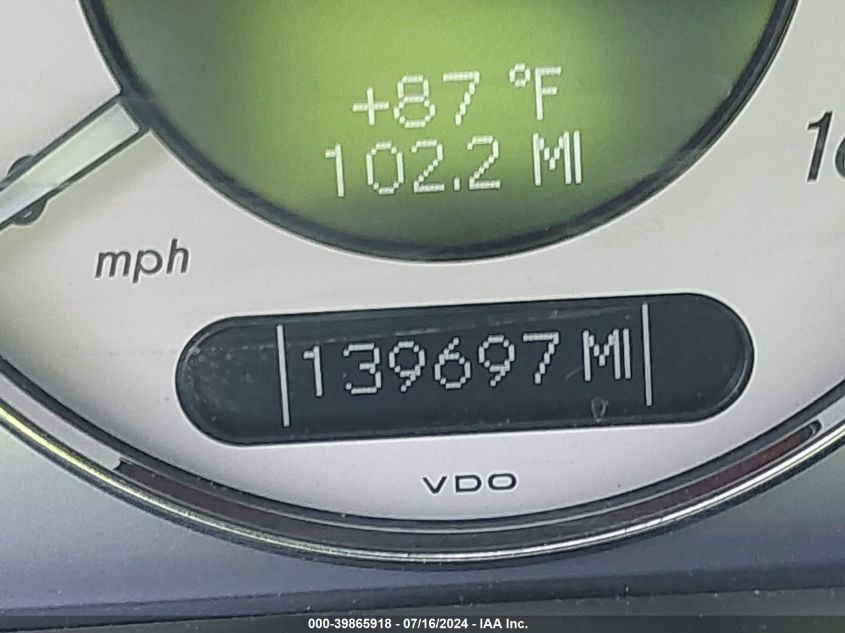 +87 °F
102.2 MI
mph
139697 MI
VDO
000-39865918 - 07/16/2024 - IAA Inc.